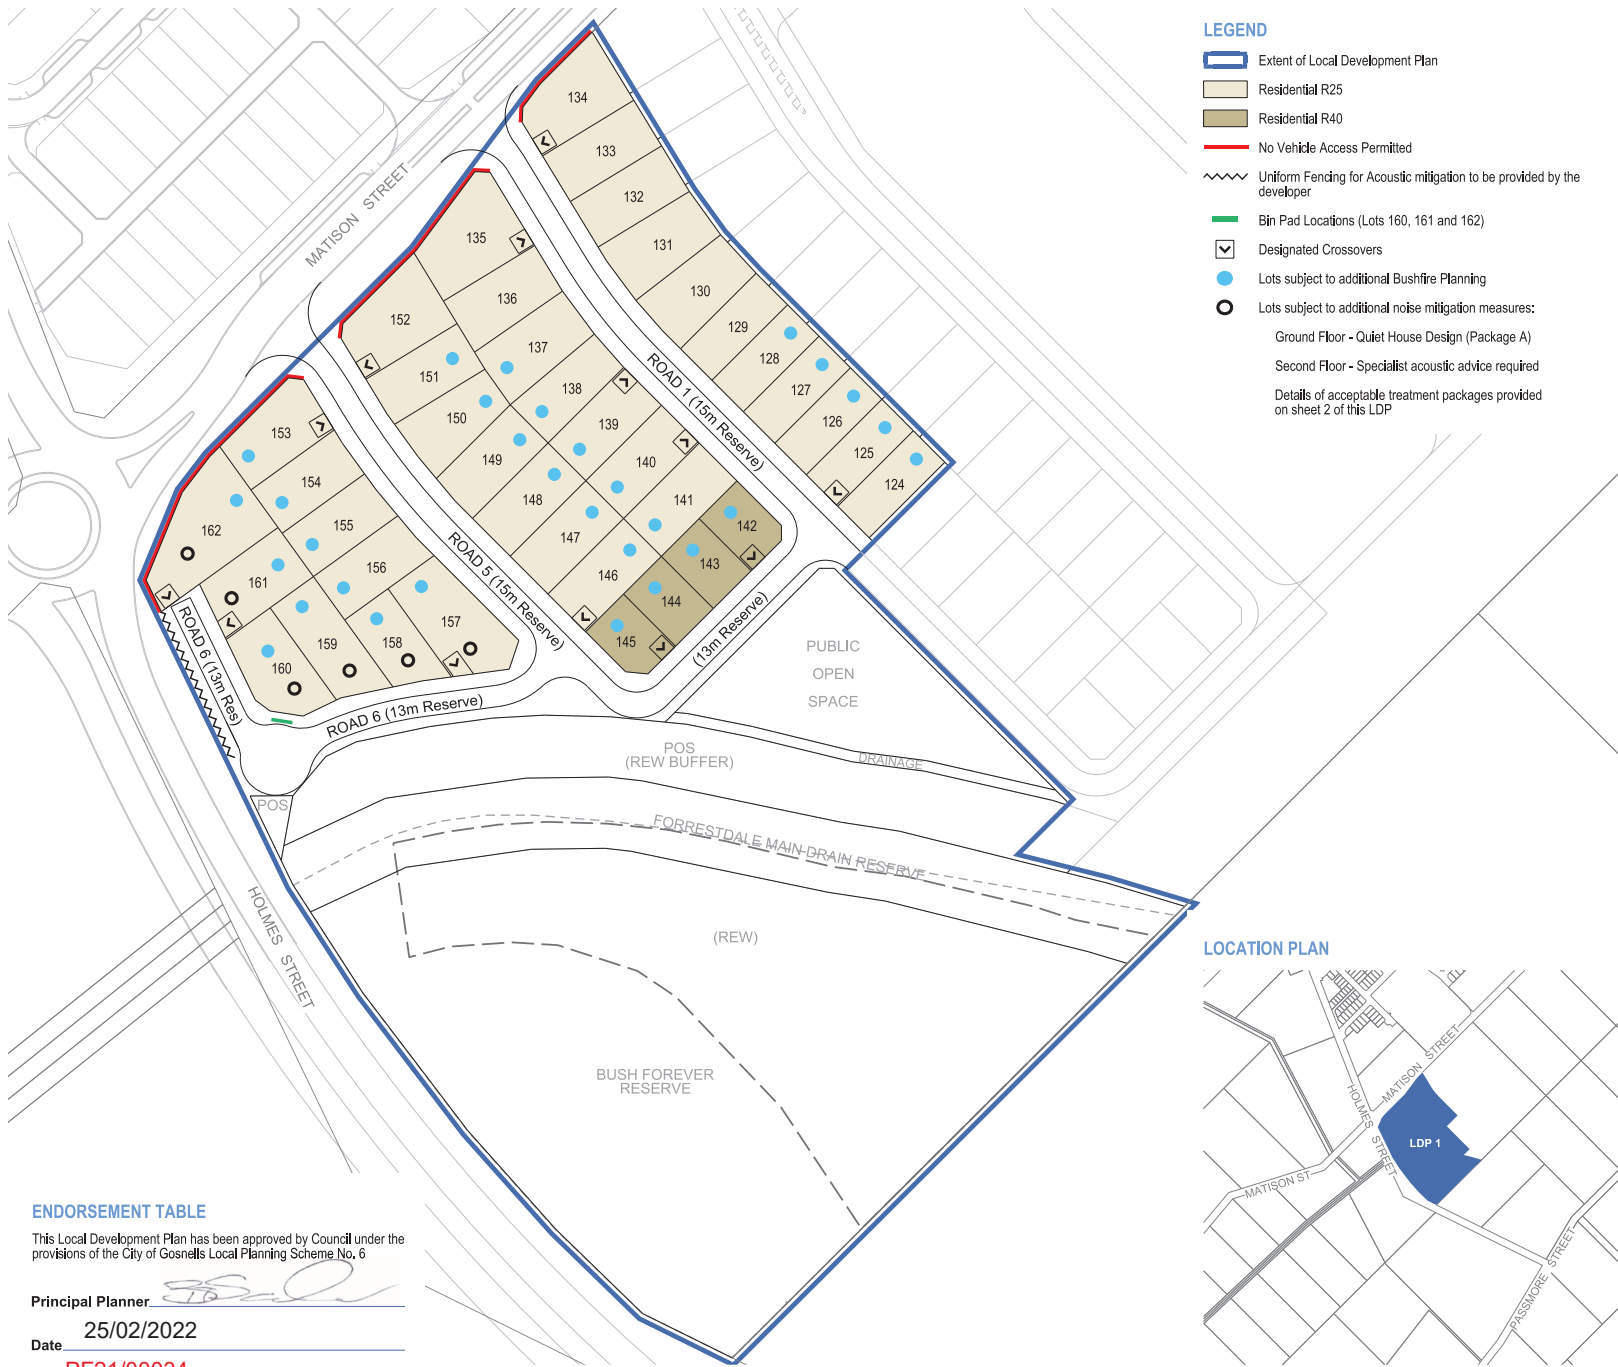 LEGEND
Extent of Local Development Plan
Residential R25
Residential R40
No Vehicle Access Permitted
Uniform Fencing for Acoustic mitigation to be provided by the
developer
Bin Pad Locations (Lots 160, 161 and 162)
Designated Crossovers
Lots subject to additional Bushfire Planning
Lots subject to additional noise mitigation measures:
Ground Floor - Quiet House Design (Package A)
Second Floor - Specialist acoustic advice required
Details of acceptable treatment packages provided
on sheet 2 of this LDP
MATISON STREET
134
133
132
131
130
129
128
127
126
125
124
135
136
137
138
139
140
141
142
143
144
145
146
147
148
149
150
151
152
153
154
155
156
157
158
159
160
161
162
ROAD 1 (15m Reserve)
ROAD 5 (15m Reserve)
(13m Reserve)
ROAD 6 (13m Res)
ROAD 6 (13m Reserve)
PUBLIC
OPEN
SPACE
POS
(REW BUFFER)
DRAINAGE
POS
FORRESTDALE MAIN DRAIN RESERVE
(REW)
HOLMES STREET
BUSH FOREVER
RESERVE
LOCATION PLAN
MATISON STREET
HOLMES STREET
LDP 1
MATISON ST
PASSMORE STREET
ENDORSEMENT TABLE
This Local Development Plan has been approved by Council under the
provisions of the City of Gosnells Local Planning Scheme No. 6
Principal Planner
Date 25/02/2022